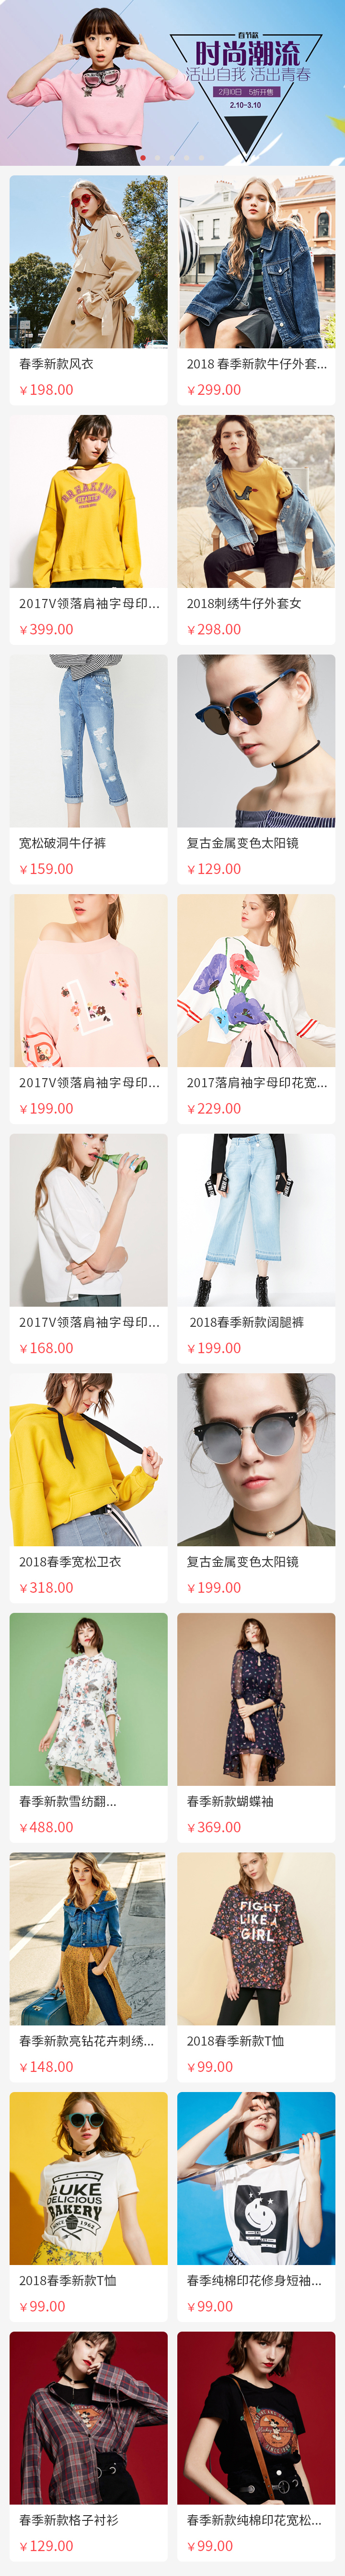 春节款
时尚潮流
活出自我 活出青春
2月10日 5折开售
2.10-3.10
春季新款风衣
2018 春季新款牛仔外套...
￥198.00
￥299.00
BREAKING
HEARTS
2017V领落肩袖字母印...
2018刺绣牛仔外套女
￥399.00
￥298.00
宽松破洞牛仔裤
复古金属变色太阳镜
￥159.00
￥129.00
2017V领落肩袖字母印...
2017落肩袖字母印花宽...
￥199.00
￥229.00
2017V领落肩袖字母印...
2018春季新款阔腿裤
￥168.00
￥199.00
2018春季宽松卫衣
复古金属变色太阳镜
￥318.00
￥199.00
春季新款雪纺翻...
春季新款蝴蝶袖
￥488.00
￥369.00
FIGHT
LIKE A
GIRL
春季新款亮钻花卉刺绣...
2018春季新款T恤
￥148.00
￥99.00
LUKE
DELICIOUS
BAKERY
SINCE 1968
2018春季新款T恤
春季纯棉印花修身短袖...
￥99.00
￥99.00
春季新款格子衬衫
春季新款纯棉印花宽松...
￥129.00
￥99.00